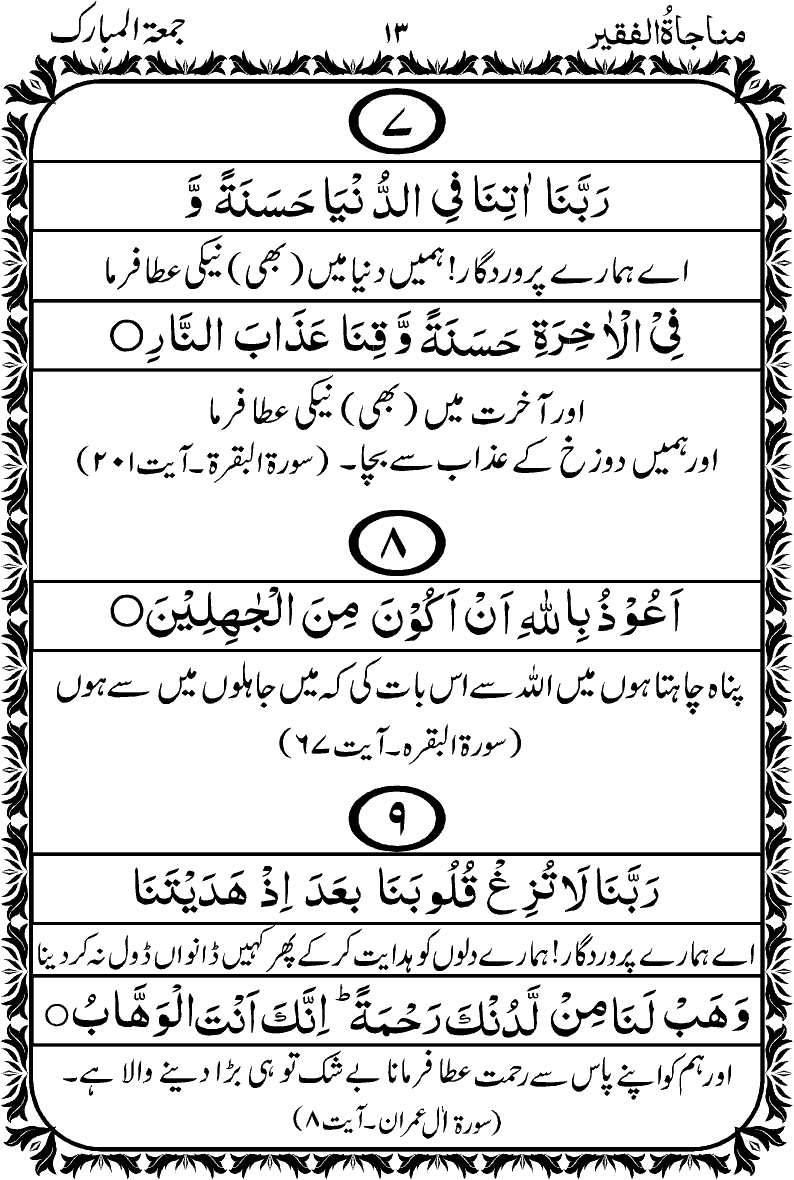 مناجاۃُالفقیر ۱۳ جمعۃ المبارک
۷
رَبَّنَا اٰتِنَا فِي الدُّنْيَا حَسَنَةً وَّ
اے ہمارے پروردگار! ہمیں دنیا میں (بھی) نیکی عطا فرما
فِيْ الْاٰخِرَةِ حَسَنَةً وَّ قِنَا عَذَابَ النَّارِ○
اور آخرت میں (بھی) نیکی عطا فرما
اور ہمیں دوزخ کے عذاب سے بچا۔ (سورۃ البقرۃ۔آیت ۲۰۱)
۸
اَعُوْذُ بِاللهِ اَنْ اَكُوْنَ مِنَ الْجٰهِلِيْنَ○
پناہ چاہتا ہوں میں اللہ سے اس بات کی کہ میں جاہلوں میں سے ہوں
(سورۃ البقرہ۔آیت ۶۷)
۹
رَبَّنَا لَا تُزِغْ قُلُوبَنَا بعَدَ اِذْ هَدَيْتَنَا
اے ہمارے پروردگار! ہمارے دلوں کو ہدایت کر کے پھر کہیں ڈانواں ڈول نہ کر دینا
وَ هَبْ لَنَا مِنْ لَّدُنْكَ رَحْمَةً ؕ اِنَّكَ اَنْتَ الْوَهَّابُ○
اور ہم کو اپنے پاس سے رحمت عطا فرمانا بے شک تو ہی بڑا دینے والا ہے۔
(سورۃ اٰل عمران۔آیت ۸)